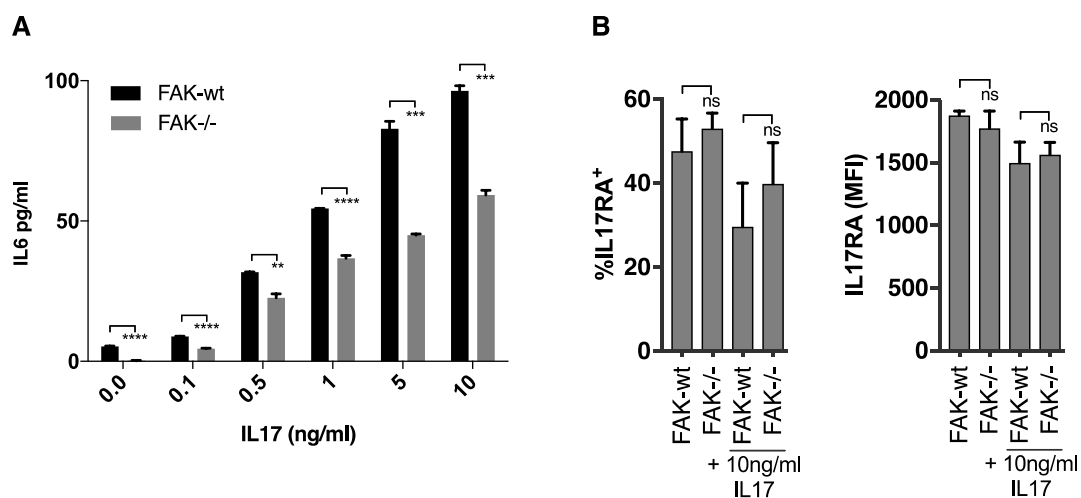 A
IL6 pg/ml
100
50
0
FAK-wt
FAK-/-
****
****
**
****
***
***
0.0
0.1
0.5
1
5
10
IL17 (ng/ml)
B
%IL17RA+
60
40
20
0
ns
ns
FAK-wt
FAK-/-
FAK-wt
FAK-/-
+ 10ng/ml
IL17
IL17RA (MFI)
2000
1500
1000
500
0
ns
ns
FAK-wt
FAK-/-
FAK-wt
FAK-/-
+ 10ng/ml
IL17